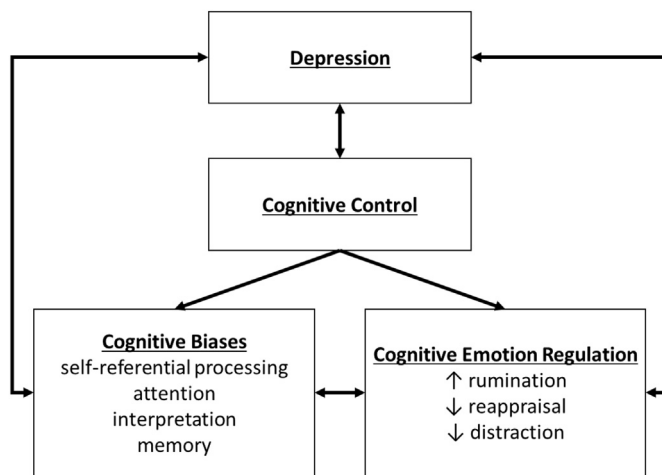 Depression
Cognitive Control
Cognitive Biases
self-referential processing
attention
interpretation
memory
Cognitive Emotion Regulation
↑ rumination
↓ reappraisal
↓ distraction